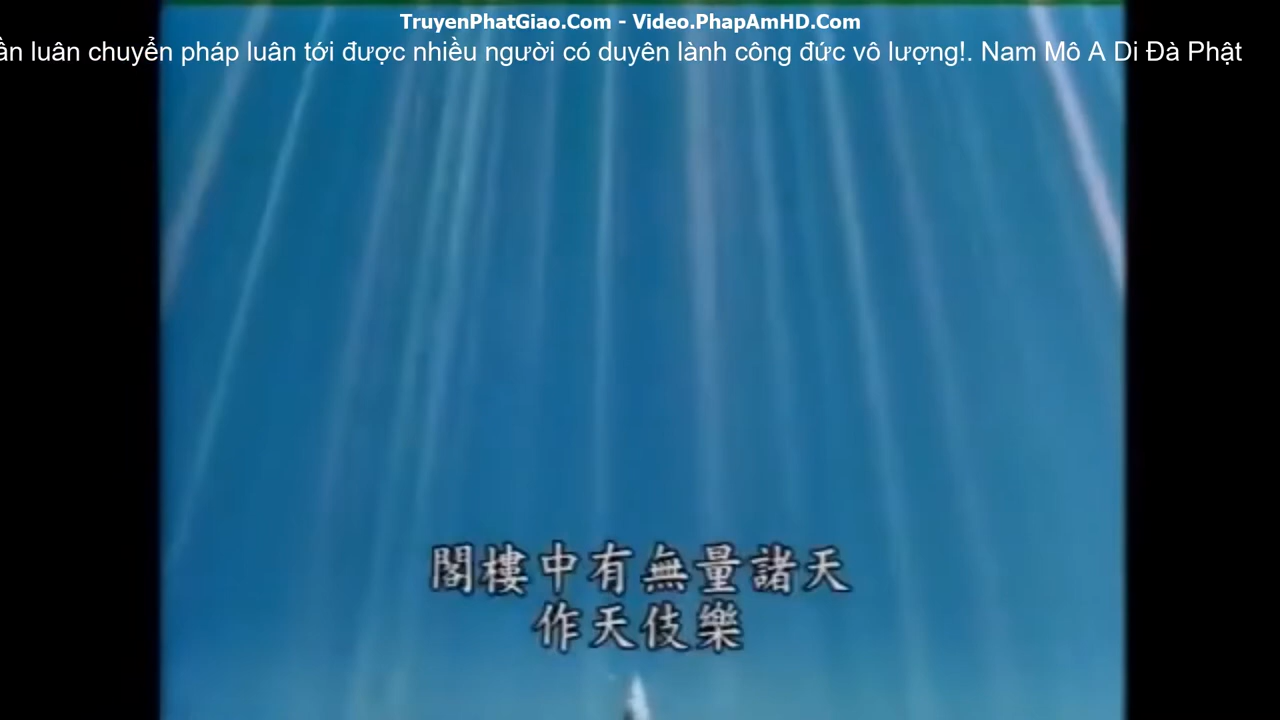 TruyenPhatGiao.Com - Video.PhapAmHD.Com
luân chuyển pháp luân tới được nhiều người có duyên lành công đức vô lượng!. Nam Mô A Di Đà Phật
閣樓中有無量諸天
作天伎樂